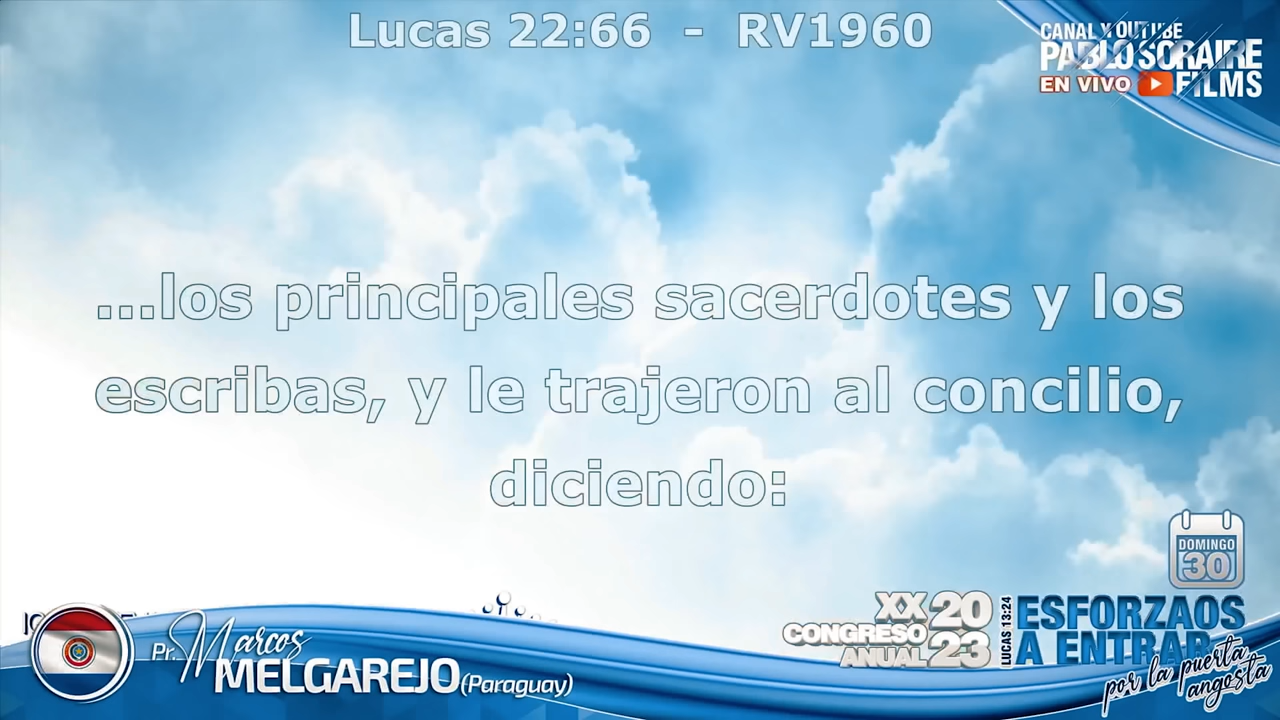 Lucas 22:66 - RV1960
CANAL YOUTUBE
PABLO SORAIRE
EN VIVO FILMS
...los principales sacerdotes y los
escribas, y le trajeron al concilio,
diciendo:
DOMINGO
30
XX
CONGRESO
ANUAL
20
23
LUCAS 13:24
ESFORZAOS
A ENTRAR
por la puerta
angosta
Pr. Marcos
MELGAREJO (Paraguay)